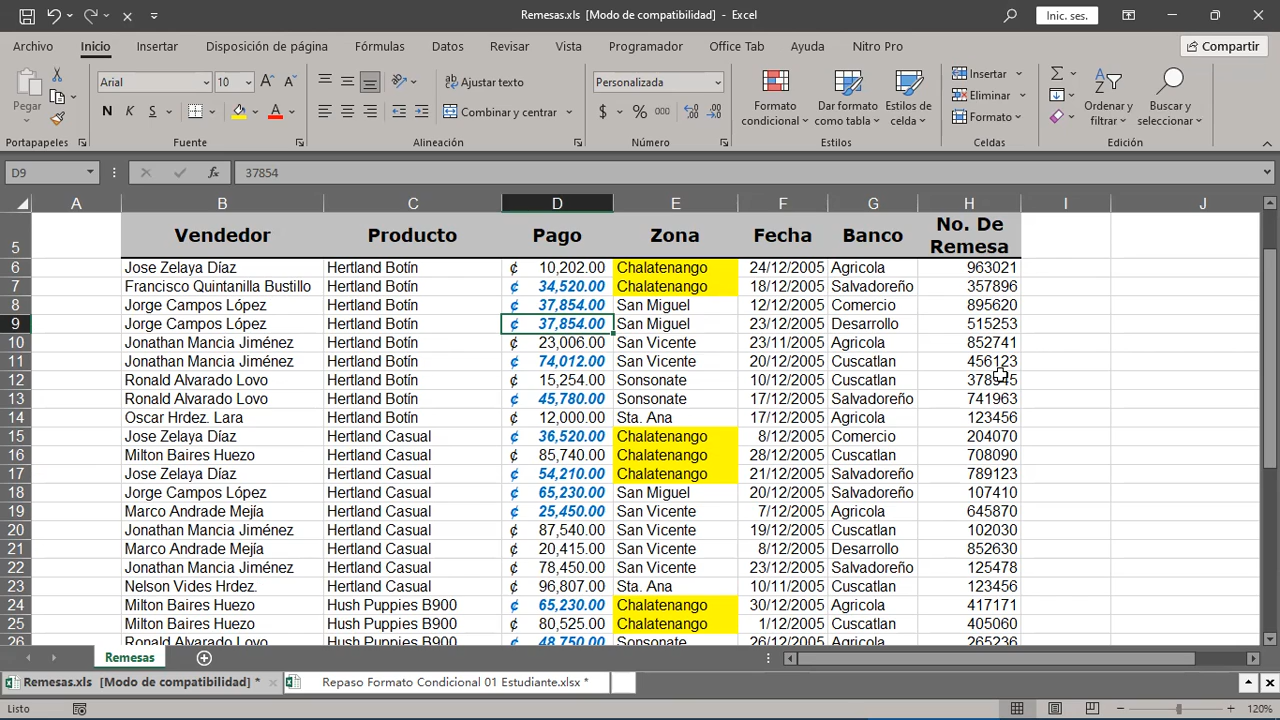 Remesas.xls [Modo de compatibilidad] - Excel
Inic. ses.
Archivo Inicio Insertar Disposición de página Fórmulas Datos Revisar Vista Programador Office Tab Ayuda Nitro Pro Compartir
Pegar
Arial 10
N K S
Ajustar texto
Combinar y centrar
Personalizada
$ % 000
Formato condicional
Dar formato como tabla
Estilos de celda
Insertar
Eliminar
Formato
Ordenar y filtrar
Buscar y seleccionar
Portapapeles Fuente Alineación Número Estilos Celdas Edición
D9 fx 37854
A B C D E F G H I J
5 Vendedor Producto Pago Zona Fecha Banco No. De Remesa
6 Jose Zelaya Díaz Hertland Botín ₡ 10,202.00 Chalatenango 24/12/2005 Agricola 963021
7 Francisco Quintanilla Bustillo Hertland Botín ₡ 34,520.00 Chalatenango 18/12/2005 Salvadoreño 357896
8 Jorge Campos López Hertland Botín ₡ 37,854.00 San Miguel 12/12/2005 Comercio 895620
9 Jorge Campos López Hertland Botín ₡ 37,854.00 San Miguel 23/12/2005 Desarrollo 515253
10 Jonathan Mancia Jiménez Hertland Botín ₡ 23,006.00 San Vicente 23/11/2005 Agricola 852741
11 Jonathan Mancia Jiménez Hertland Botín ₡ 74,012.00 San Vicente 20/12/2005 Cuscatlan 456123
12 Ronald Alvarado Lovo Hertland Botín ₡ 15,254.00 Sonsonate 10/12/2005 Cuscatlan
13 Ronald Alvarado Lovo Hertland Botín ₡ 45,780.00 Sonsonate 17/12/2005 Salvadoreño 741963
14 Oscar Hrdez. Lara Hertland Botín ₡ 12,000.00 Sta. Ana 17/12/2005 Agricola 123456
15 Jose Zelaya Díaz Hertland Casual ₡ 36,520.00 Chalatenango 8/12/2005 Comercio 204070
16 Milton Baires Huezo Hertland Casual ₡ 85,740.00 Chalatenango 28/12/2005 Cuscatlan 708090
17 Jose Zelaya Díaz Hertland Casual ₡ 54,210.00 Chalatenango 21/12/2005 Salvadoreño 789123
18 Jorge Campos López Hertland Casual ₡ 65,230.00 San Miguel 20/12/2005 Salvadoreño 107410
19 Marco Andrade Mejía Hertland Casual ₡ 25,450.00 San Vicente 7/12/2005 Agricola 645870
20 Jonathan Mancia Jiménez Hertland Casual ₡ 87,540.00 San Vicente 19/12/2005 Cuscatlan 102030
21 Marco Andrade Mejía Hertland Casual ₡ 20,415.00 San Vicente 8/12/2005 Desarrollo 852630
22 Jonathan Mancia Jiménez Hertland Casual ₡ 78,450.00 San Vicente 23/12/2005 Salvadoreño 125478
23 Nelson Vides Hrdez. Hertland Casual ₡ 96,807.00 Sta. Ana 10/11/2005 Cuscatlan 123456
24 Milton Baires Huezo Hush Puppies B900 ₡ 65,230.00 Chalatenango 30/12/2005 Agricola 417171
25 Milton Baires Huezo Hush Puppies B900 ₡ 80,525.00 Chalatenango 1/12/2005 Cuscatlan 405060
26 Ronald Alvarado Lovo Hush Puppies B900 ₡ 48,750.00 Sonsonate 26/12/2005 Agricola 265236
Remesas
Remesas.xls [Modo de compatibilidad] * Repaso Formato Condicional 01 Estudiante.xlsx *
Listo 120%